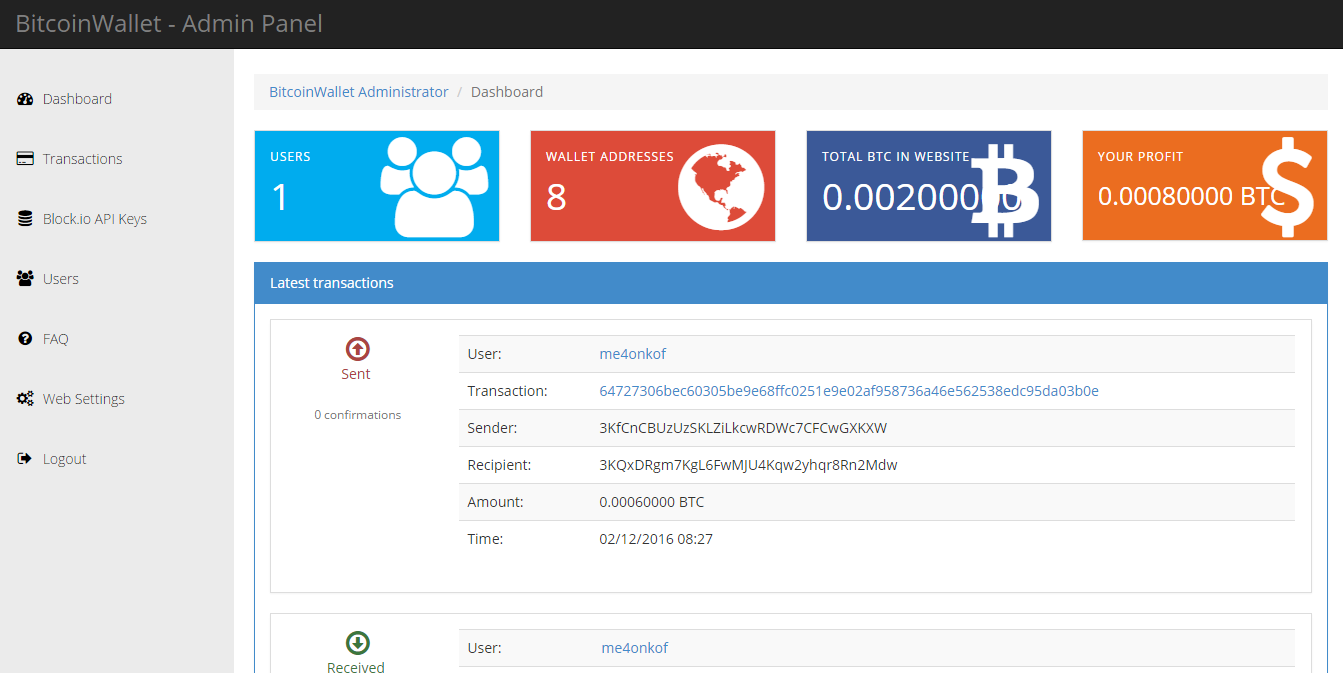 BitcoinWallet - Admin Panel
Dashboard
Transactions
Block.io API Keys
Users
FAQ
Web Settings
Logout
BitcoinWallet Administrator / Dashboard
USERS
1
WALLET ADDRESSES
8
TOTAL BTC IN WEBSITE
0.00200000
YOUR PROFIT
0.00080000 BTC
Latest transactions
Sent
0 confirmations
User: me4onkof
Transaction: 64727306bec60305be9e68ffc0251e9e02af958736a46e562538edc95da03b0e
Sender: 3KfCnCBUzUzSKLZiLkcwRDWc7CFCwGXKXW
Recipient: 3KQxDRgm7KgL6FwMJU4Kqw2yhqr8Rn2Mdw
Amount: 0.00060000 BTC
Time: 02/12/2016 08:27
Received
User: me4onkof